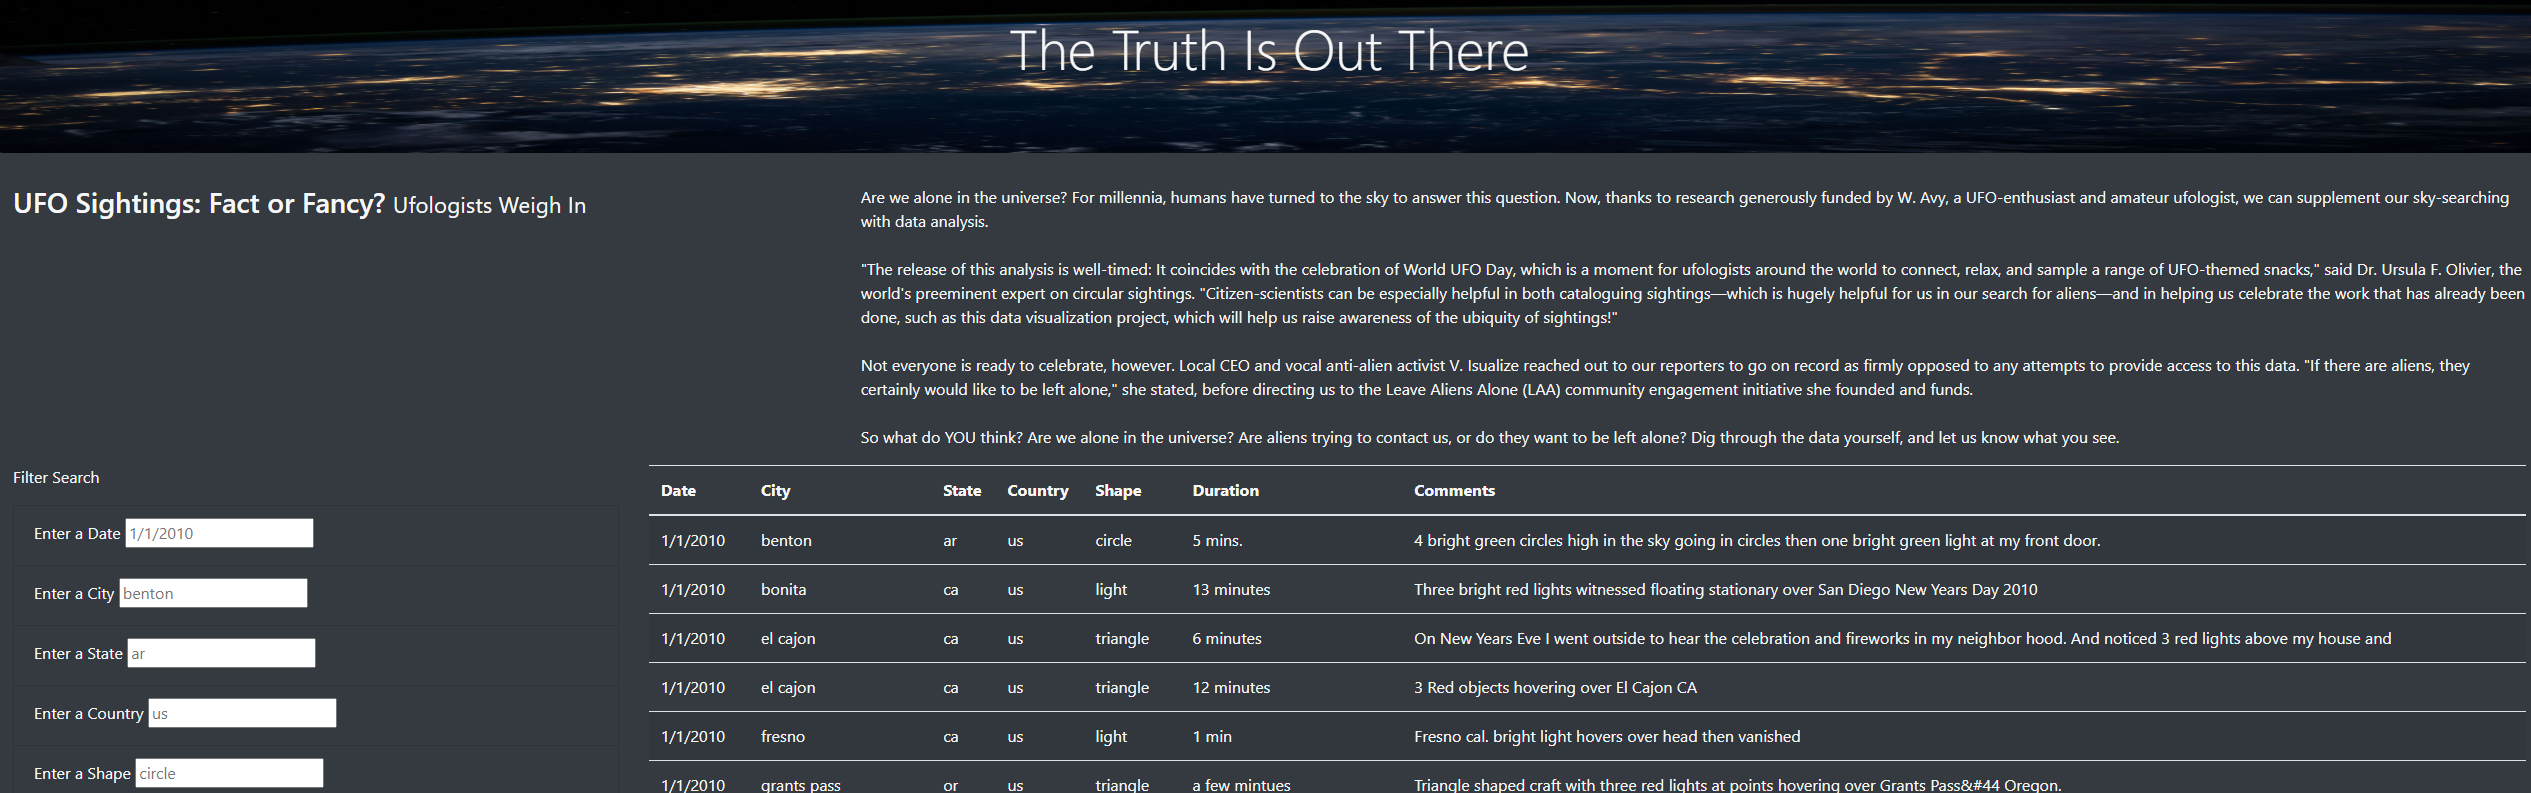 The Truth Is Out There
UFO Sightings: Fact or Fancy? Ufologists Weigh In
Are we alone in the universe? For millennia, humans have turned to the sky to answer this question. Now, thanks to research generously funded by W. Avy, a UFO-enthusiast and amateur ufologist, we can supplement our sky-searching
with data analysis.
"The release of this analysis is well-timed: It coincides with the celebration of World UFO Day, which is a moment for ufologists around the world to connect, relax, and sample a range of UFO-themed snacks," said Dr. Ursula F. Olivier, the
world's preeminent expert on circular sightings. "Citizen-scientists can be especially helpful in both cataloguing sightings—which is hugely helpful for us in our search for aliens—and in helping us celebrate the work that has already been
done, such as this data visualization project, which will help us raise awareness of the ubiquity of sightings!"
Not everyone is ready to celebrate, however. Local CEO and vocal anti-alien activist V. Isualize reached out to our reporters to go on record as firmly opposed to any attempts to provide access to this data. "If there are aliens, they
certainly would like to be left alone," she stated, before directing us to the Leave Aliens Alone (LAA) community engagement initiative she founded and funds.
So what do YOU think? Are we alone in the universe? Are aliens trying to contact us, or do they want to be left alone? Dig through the data yourself, and let us know what you see.
Filter Search
Enter a Date 1/1/2010
Enter a City benton
Enter a State ar
Enter a Country us
Enter a Shape circle
Date City State Country Shape Duration Comments
1/1/2010 benton ar us circle 5 mins. 4 bright green circles high in the sky going in circles then one bright green light at my front door.
1/1/2010 bonita ca us light 13 minutes Three bright red lights witnessed floating stationary over San Diego New Years Day 2010
1/1/2010 el cajon ca us triangle 6 minutes On New Years Eve I went outside to hear the celebration and fireworks in my neighbor hood. And noticed 3 red lights above my house and
1/1/2010 el cajon ca us triangle 12 minutes 3 Red objects hovering over El Cajon CA
1/1/2010 fresno ca us light 1 min Fresno cal. bright light hovers over head then vanished
1/1/2010 grants pass or us triangle a few mintues Triangle shaped craft with three red lights at points hovering over Grants Pass&#44 Oregon.